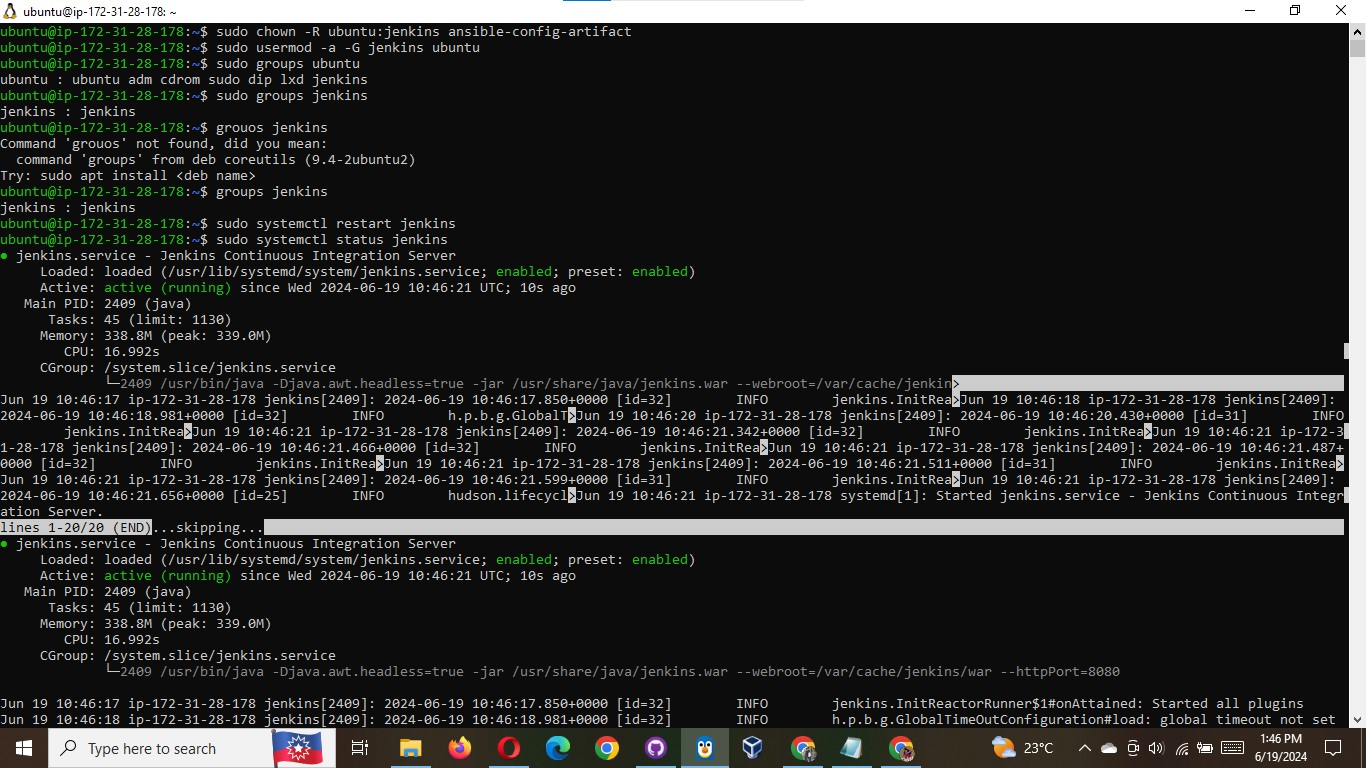 ubuntu@ip-172-31-28-178: ~
ubuntu@ip-172-31-28-178:~$ sudo chown -R ubuntu:jenkins ansible-config-artifact
ubuntu@ip-172-31-28-178:~$ sudo usermod -a -G jenkins ubuntu
ubuntu@ip-172-31-28-178:~$ sudo groups ubuntu
ubuntu : ubuntu adm cdrom sudo dip lxd jenkins
ubuntu@ip-172-31-28-178:~$ sudo groups jenkins
jenkins : jenkins
ubuntu@ip-172-31-28-178:~$ grouos jenkins
Command 'grouos' not found, did you mean:
  command 'groups' from deb coreutils (9.4-2ubuntu2)
Try: sudo apt install <deb name>
ubuntu@ip-172-31-28-178:~$ groups jenkins
jenkins : jenkins
ubuntu@ip-172-31-28-178:~$ sudo systemctl restart jenkins
ubuntu@ip-172-31-28-178:~$ sudo systemctl status jenkins
● jenkins.service - Jenkins Continuous Integration Server
     Loaded: loaded (/usr/lib/systemd/system/jenkins.service; enabled; preset: enabled)
     Active: active (running) since Wed 2024-06-19 10:46:21 UTC; 10s ago
   Main PID: 2409 (java)
      Tasks: 45 (limit: 1130)
     Memory: 338.8M (peak: 339.0M)
        CPU: 16.992s
     CGroup: /system.slice/jenkins.service
             └─2409 /usr/bin/java -Djava.awt.headless=true -jar /usr/share/java/jenkins.war --webroot=/var/cache/jenkin>
Jun 19 10:46:17 ip-172-31-28-178 jenkins[2409]: 2024-06-19 10:46:17.850+0000 [id=32]        INFO        jenkins.InitRea>Jun 19 10:46:18 ip-172-31-28-178 jenkins[2409]:
2024-06-19 10:46:18.981+0000 [id=32]        INFO        h.p.b.g.GlobalT>Jun 19 10:46:20 ip-172-31-28-178 jenkins[2409]: 2024-06-19 10:46:20.430+0000 [id=31]        INFO
        jenkins.InitRea>Jun 19 10:46:21 ip-172-31-28-178 jenkins[2409]: 2024-06-19 10:46:21.342+0000 [id=32]        INFO        jenkins.InitRea>Jun 19 10:46:21 ip-172-3
1-28-178 jenkins[2409]: 2024-06-19 10:46:21.466+0000 [id=32]        INFO        jenkins.InitRea>Jun 19 10:46:21 ip-172-31-28-178 jenkins[2409]: 2024-06-19 10:46:21.487+
0000 [id=32]        INFO        jenkins.InitRea>Jun 19 10:46:21 ip-172-31-28-178 jenkins[2409]: 2024-06-19 10:46:21.511+0000 [id=31]        INFO        jenkins.InitRea>
Jun 19 10:46:21 ip-172-31-28-178 jenkins[2409]: 2024-06-19 10:46:21.599+0000 [id=31]        INFO        jenkins.InitRea>Jun 19 10:46:21 ip-172-31-28-178 jenkins[2409]:
2024-06-19 10:46:21.656+0000 [id=25]        INFO        hudson.lifecycl>Jun 19 10:46:21 ip-172-31-28-178 systemd[1]: Started jenkins.service - Jenkins Continuous Integr
ation Server.
lines 1-20/20 (END)...skipping...
● jenkins.service - Jenkins Continuous Integration Server
     Loaded: loaded (/usr/lib/systemd/system/jenkins.service; enabled; preset: enabled)
     Active: active (running) since Wed 2024-06-19 10:46:21 UTC; 10s ago
   Main PID: 2409 (java)
      Tasks: 45 (limit: 1130)
     Memory: 338.8M (peak: 339.0M)
        CPU: 16.992s
     CGroup: /system.slice/jenkins.service
             └─2409 /usr/bin/java -Djava.awt.headless=true -jar /usr/share/java/jenkins.war --webroot=/var/cache/jenkins/war --httpPort=8080
Jun 19 10:46:17 ip-172-31-28-178 jenkins[2409]: 2024-06-19 10:46:17.850+0000 [id=32]        INFO        jenkins.InitReactorRunner$1#onAttained: Started all plugins
Jun 19 10:46:18 ip-172-31-28-178 jenkins[2409]: 2024-06-19 10:46:18.981+0000 [id=32]        INFO        h.p.b.g.GlobalTimeOutConfiguration#load: global timeout not set
Type here to search
23°C
1:46 PM
6/19/2024